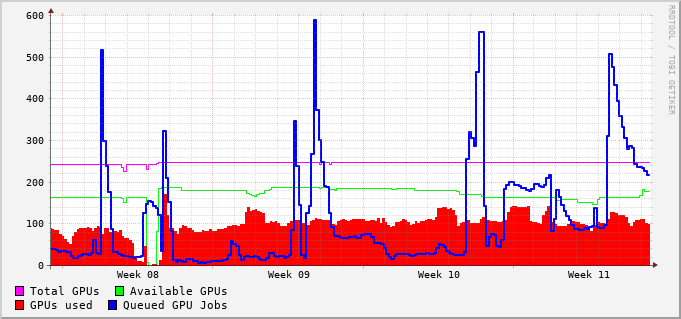 600
500
400
300
200
100
0
Week 08 Week 09 Week 10 Week 11
Total GPUs Available GPUs
GPUs used Queued GPU Jobs
RRDTOOL / TOBI OETIKER